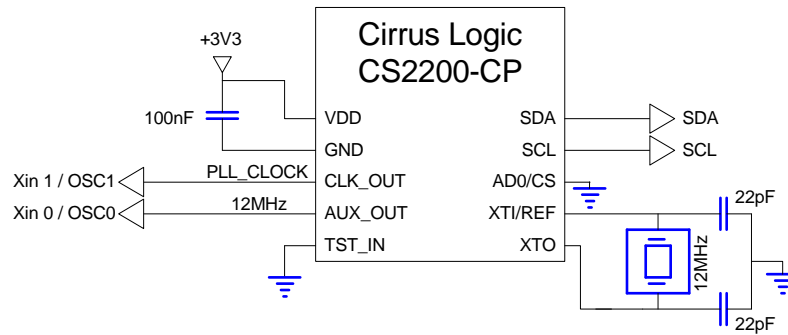 Cirrus Logic
CS2200-CP
+3V3
100nF
VDD
GND
CLK_OUT
AUX_OUT
TST_IN
SDA
SCL
AD0/CS
XTI/REF
XTO
SDA
SCL
Xin 1 / OSC1
PLL_CLOCK
Xin 0 / OSC0
12MHz
22pF
12MHz
22pF